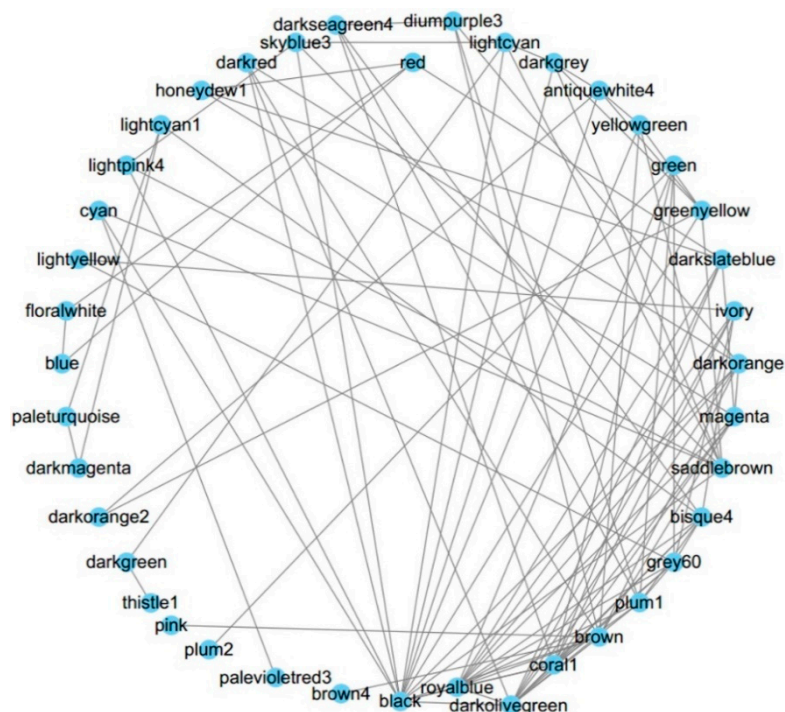 darkseagreen4
diumpurple3
skyblue3
lightcyan
darkred
red
darkgrey
honeydew1
antiquewhite4
lightcyan1
yellowgreen
lightpink4
green
cyan
greenyellow
lightyellow
darkslateblue
floralwhite
ivory
blue
darkorange
paleturquoise
magenta
darkmagenta
saddlebrown
darkorange2
bisque4
darkgreen
grey60
thistle1
plum1
pink
brown
plum2
coral1
palevioletred3
brown4
black
royalblue
darkolivegreen